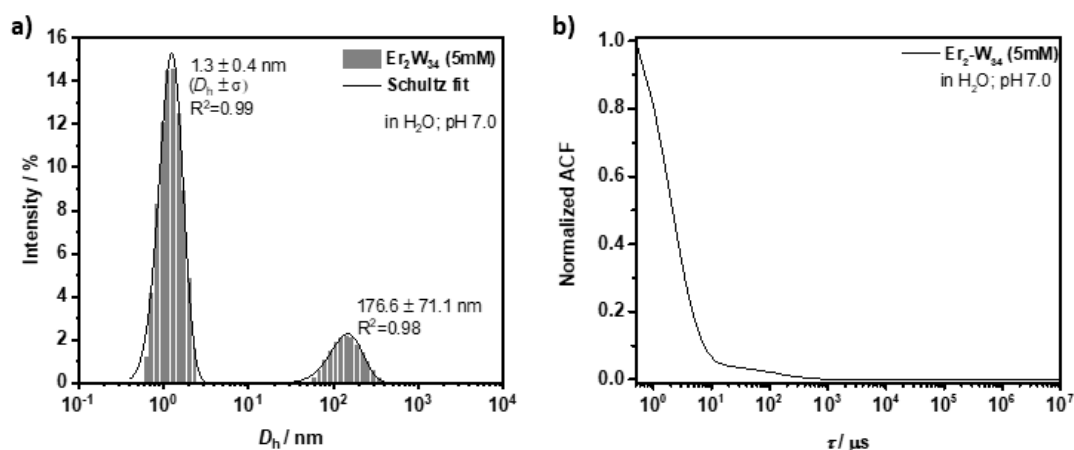 a)
16
14
12
10
8
6
4
2
0
Intensity / %
10⁻¹ 10⁰ 10¹ 10² 10³ 10⁴
D_h / nm
1.3 ± 0.4 nm
(D_h ± σ)
R²=0.99
Er₂W₃₄ (5mM)
Schultz fit
in H₂O; pH 7.0
176.6 ± 71.1 nm
R²=0.98
b)
1.0
0.8
0.6
0.4
0.2
0.0
Normalized ACF
10⁰ 10¹ 10² 10³ 10⁴ 10⁵ 10⁶ 10⁷
τ / µs
Er₂-W₃₄ (5mM)
in H₂O; pH 7.0